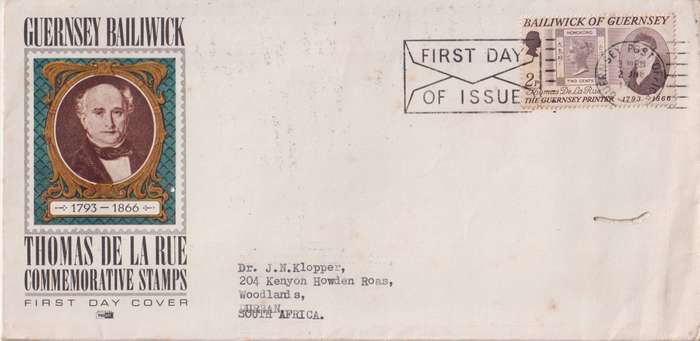 GUERNSEY BAILIWICK
1793 – 1866
THOMAS DE LA RUE
COMMEMORATIVE STAMPS
FIRST DAY COVER
FIRST DAY
OF ISSUE
BAILIWICK OF GUERNSEY
HONGKONG
TWO CENTS
2p
Thomas De La Rue
THE GUERNSEY PRINTER 1793–1866
Dr. J.N.Klopper,
204 Kenyon Howden Roas,
Woodlands,
DURBAN
SOUTH AFRICA.